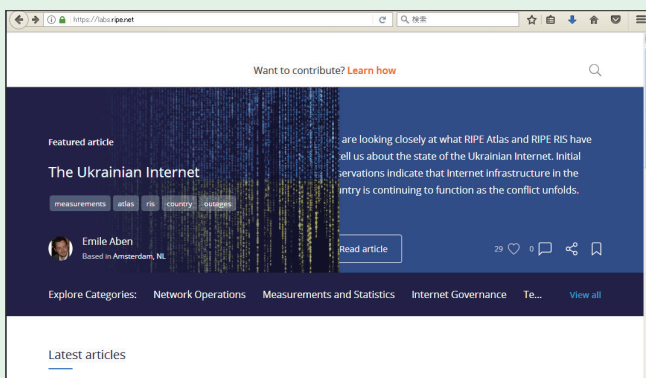 https://labs.ripe.net
検索
Want to contribute? Learn how
Featured article
The Ukrainian Internet
measurements atlas ris country outages
Emile Aben
Based in Amsterdam, NL
are looking closely at what RIPE Atlas and RIPE RIS have
tell us about the state of the Ukrainian Internet. Initial
servations indicate that Internet infrastructure in the
untry is continuing to function as the conflict unfolds.
Read article
29 0
Explore Categories: Network Operations Measurements and Statistics Internet Governance Te... View all
Latest articles